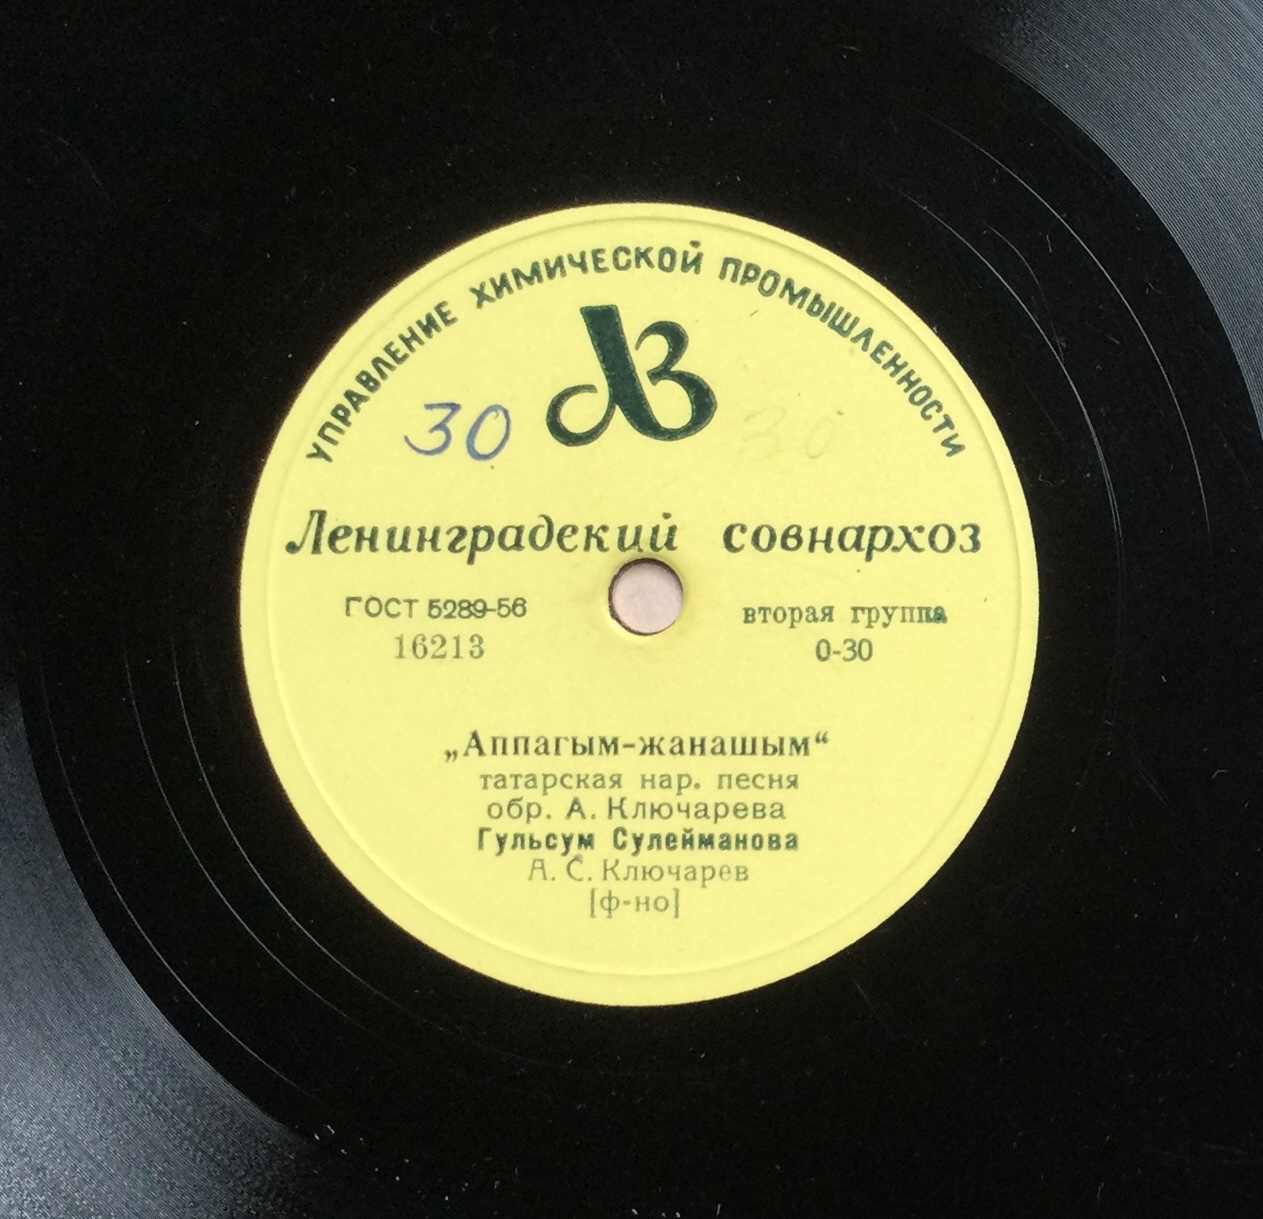 УПРАВЛЕНИЕ ХИМИЧЕСКОЙ ПРОМЫШЛЕННОСТИ
ЛЗ
30 30
Ленинградский совнархоз
ГОСТ 5289-56 вторая группа
16213 0-30
„Аппагым-жанашым“
татарская нар. песня
обр. А. Ключарева
Гульсум Сулейманова
А. С. Ключарев
[ф-но]